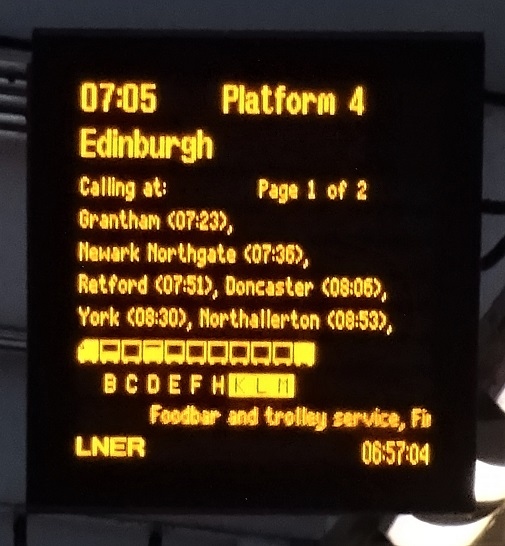 07:05 Platform 4
Edinburgh
Calling at: Page 1 of 2
Grantham (07:23),
Newark Northgate (07:36),
Retford (07:51), Doncaster (08:06),
York (08:30), Northallerton (08:53),
B C D E F H K L M
Foodbar and trolley service, Fi
LNER 06:57:04